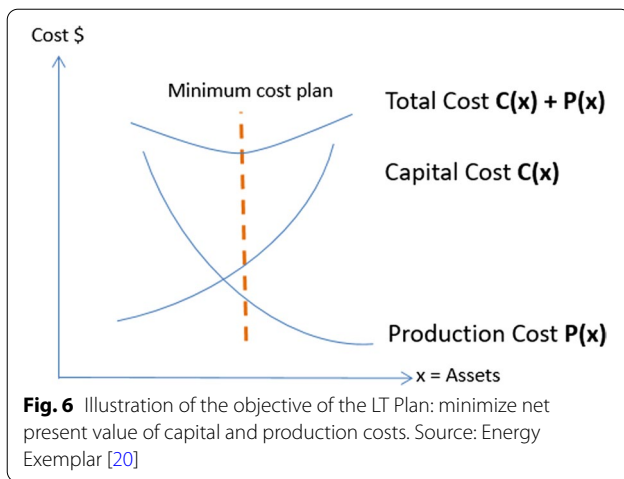 Cost $
Minimum cost plan
Total Cost C(x) + P(x)
Capital Cost C(x)
Production Cost P(x)
x = Assets
Fig. 6 Illustration of the objective of the LT Plan: minimize net
present value of capital and production costs. Source: Energy
Exemplar [20]